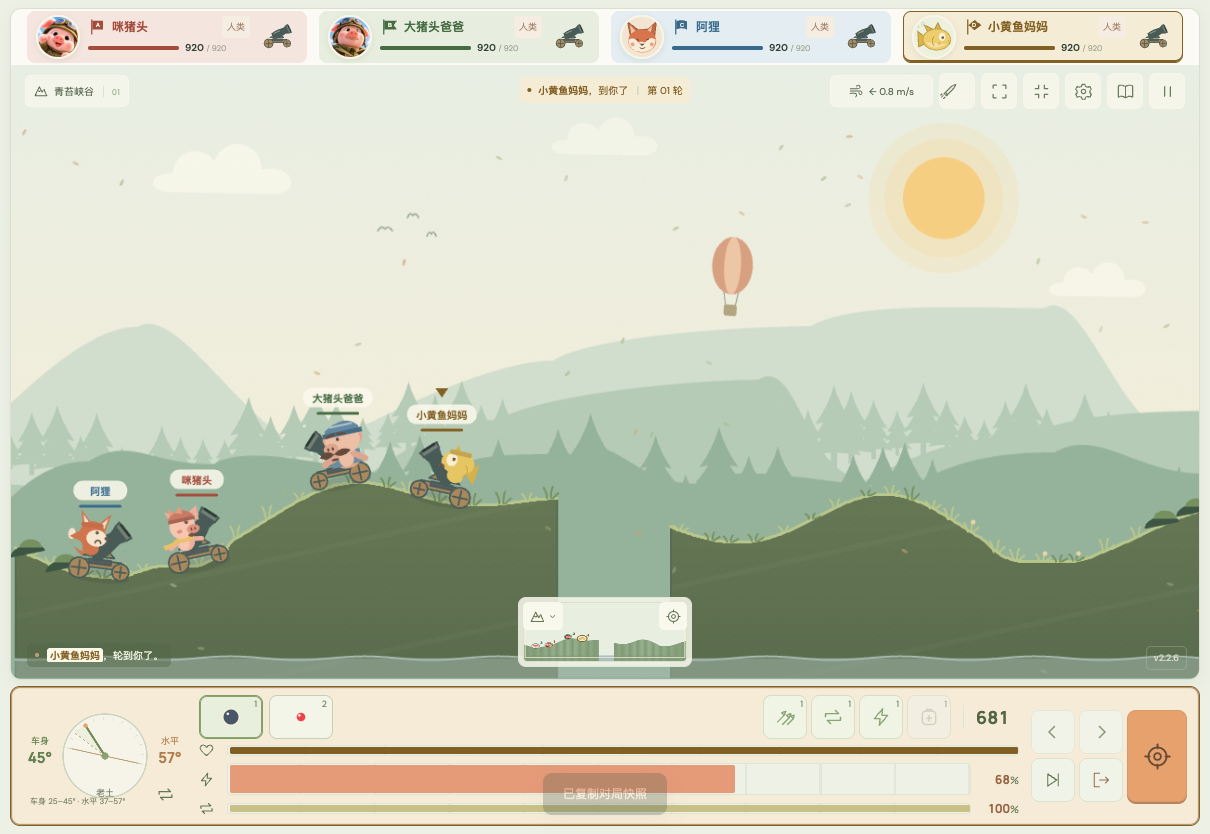 A 咪猪头 人类
920 / 920
B 大猪头爸爸 人类
920 / 920
C 阿狸 人类
920 / 920
D 小黄鱼妈妈 人类
920 / 920
青苔峡谷 01
小黄鱼妈妈，到你了 第 01 轮
← 0.8 m/s
大猪头爸爸
小黄鱼妈妈
咪猪头
阿狸
小黄鱼妈妈，轮到你了。
v2.2.6
1
2
1
1
1
1
681
车身
45°
水平
57°
老土
车身 25–45° · 水平 37–57°
68%
已复制对局快照
100%